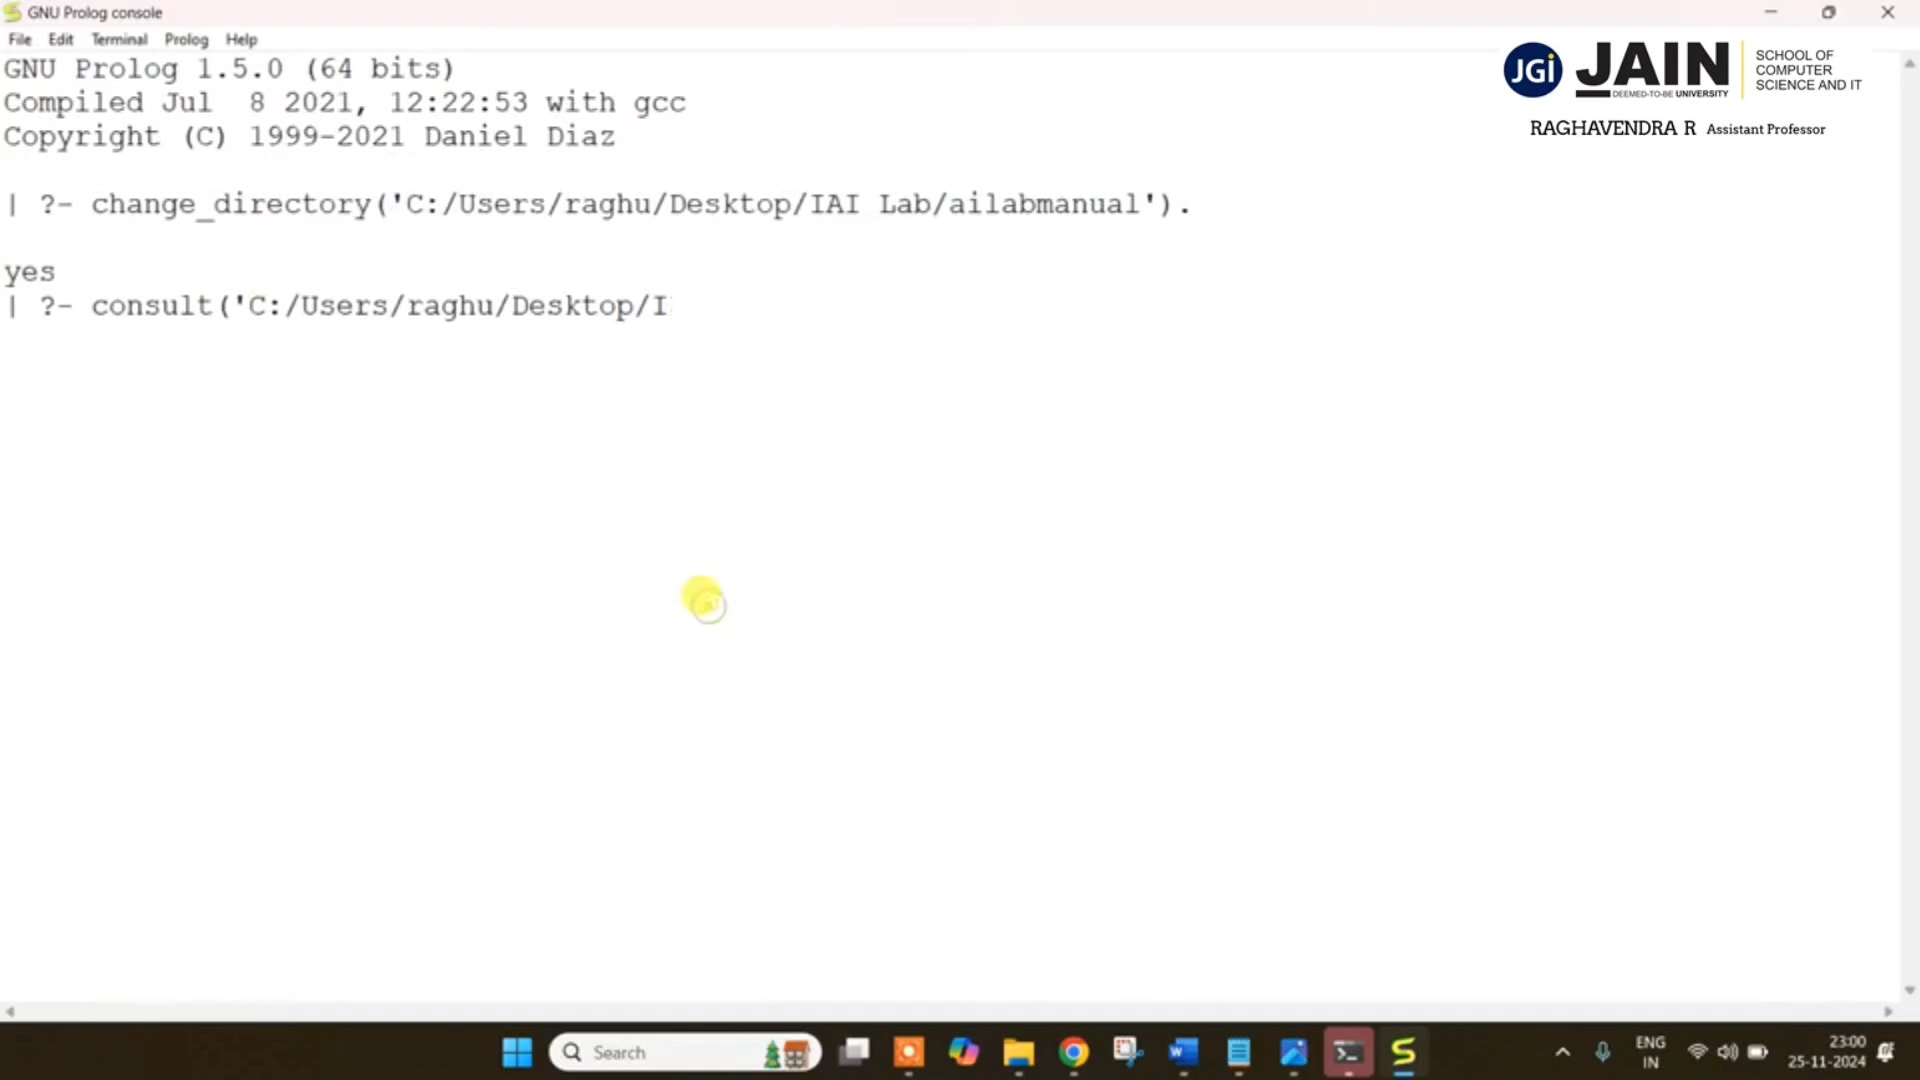 GNU Prolog console
File Edit Terminal Prolog Help
GNU Prolog 1.5.0 (64 bits)
Compiled Jul  8 2021, 12:22:53 with gcc
Copyright (C) 1999-2021 Daniel Diaz
| ?- change_directory('C:/Users/raghu/Desktop/IAI Lab/ailabmanual').
yes
| ?- consult('C:/Users/raghu/Desktop/I
JGi JAIN
DEEMED-TO-BE UNIVERSITY
SCHOOL OF
COMPUTER
SCIENCE AND IT
RAGHAVENDRA R Assistant Professor
Search
ENG
IN
23:00
25-11-2024